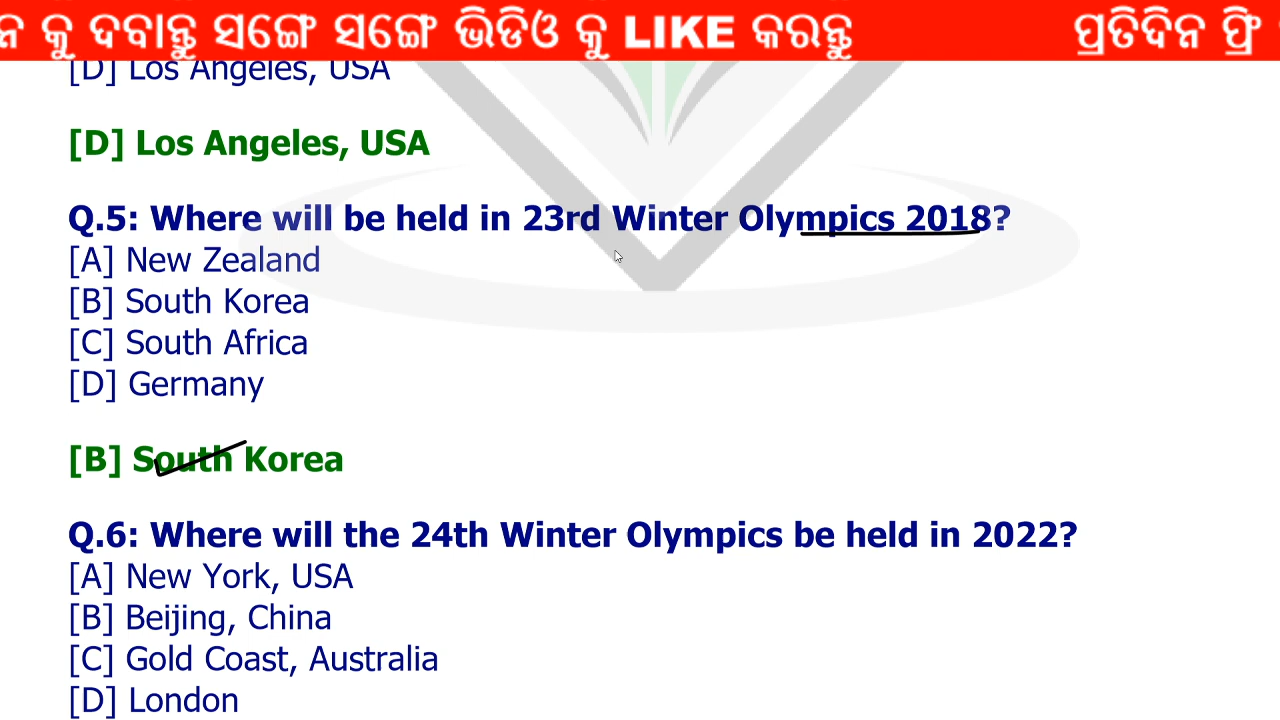 ନ କୁ ଦବାନ୍ତୁ ସଙ୍ଗେ ସଙ୍ଗେ ଭିଡିଓ କୁ LIKE କରନ୍ତୁ ପ୍ରତିଦିନ ଫ୍ରି
[D] Los Angeles, USA
[D] Los Angeles, USA
Q.5: Where will be held in 23rd Winter Olympics 2018?
[A] New Zealand
[B] South Korea
[C] South Africa
[D] Germany
[B] South Korea
Q.6: Where will the 24th Winter Olympics be held in 2022?
[A] New York, USA
[B] Beijing, China
[C] Gold Coast, Australia
[D] London